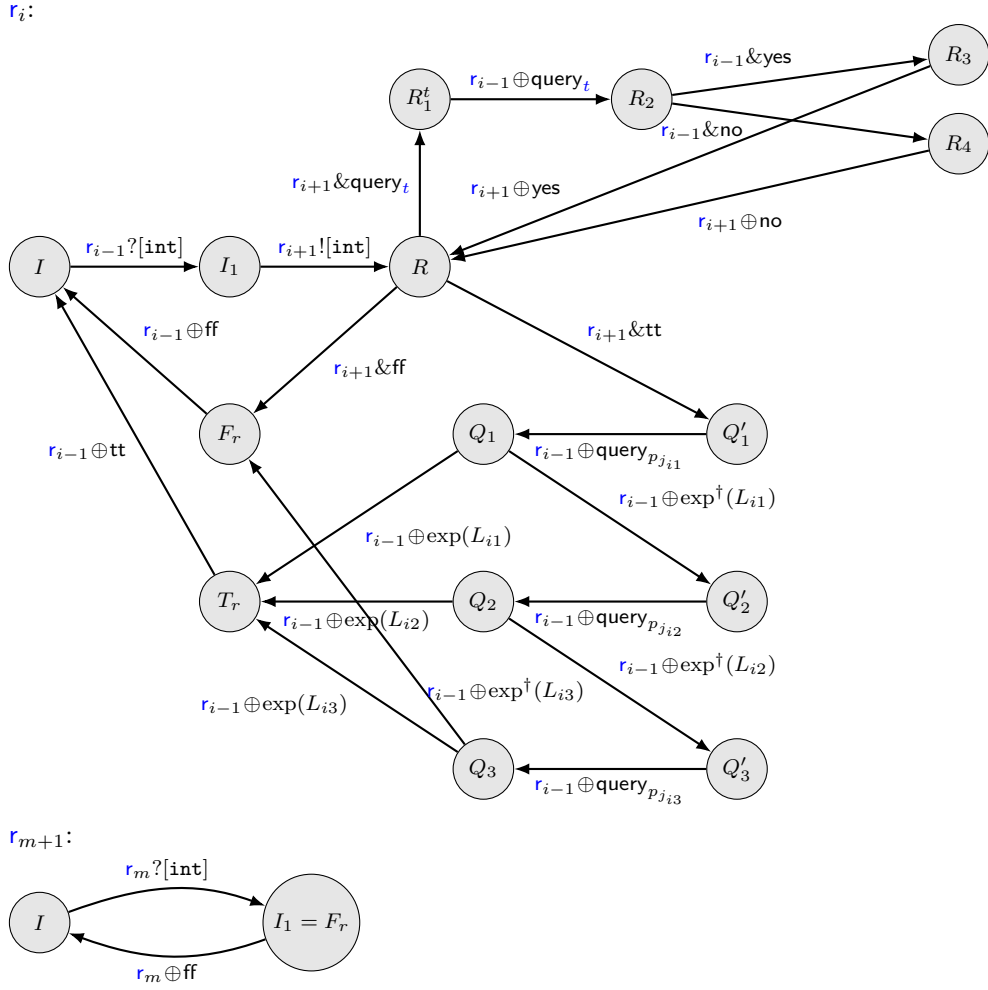 r_i:
R_3
r_{i−1}&yes
R_1^t
r_{i−1}⊕query_t
R_2
r_{i−1}&no
R_4
r_{i+1}&query_t
r_{i+1}⊕yes
r_{i+1}⊕no
I
r_{i−1}?[int]
I_1
r_{i+1}![int]
R
r_{i−1}⊕ff
r_{i+1}&tt
r_{i+1}&ff
F_r
Q_1
Q'_1
r_{i−1}⊕tt
r_{i−1}⊕query_{p_{j_{i1}}}
r_{i−1}⊕exp†(L_{i1})
r_{i−1}⊕exp(L_{i1})
T_r
Q_2
Q'_2
r_{i−1}⊕exp(L_{i2})
r_{i−1}⊕query_{p_{j_{i2}}}
r_{i−1}⊕exp†(L_{i2})
r_{i−1}⊕exp(L_{i3})
r_{i−1}⊕exp†(L_{i3})
Q_3
Q'_3
r_{i−1}⊕query_{p_{j_{i3}}}
r_{m+1}:
r_m?[int]
I
I_1 = F_r
r_m⊕ff